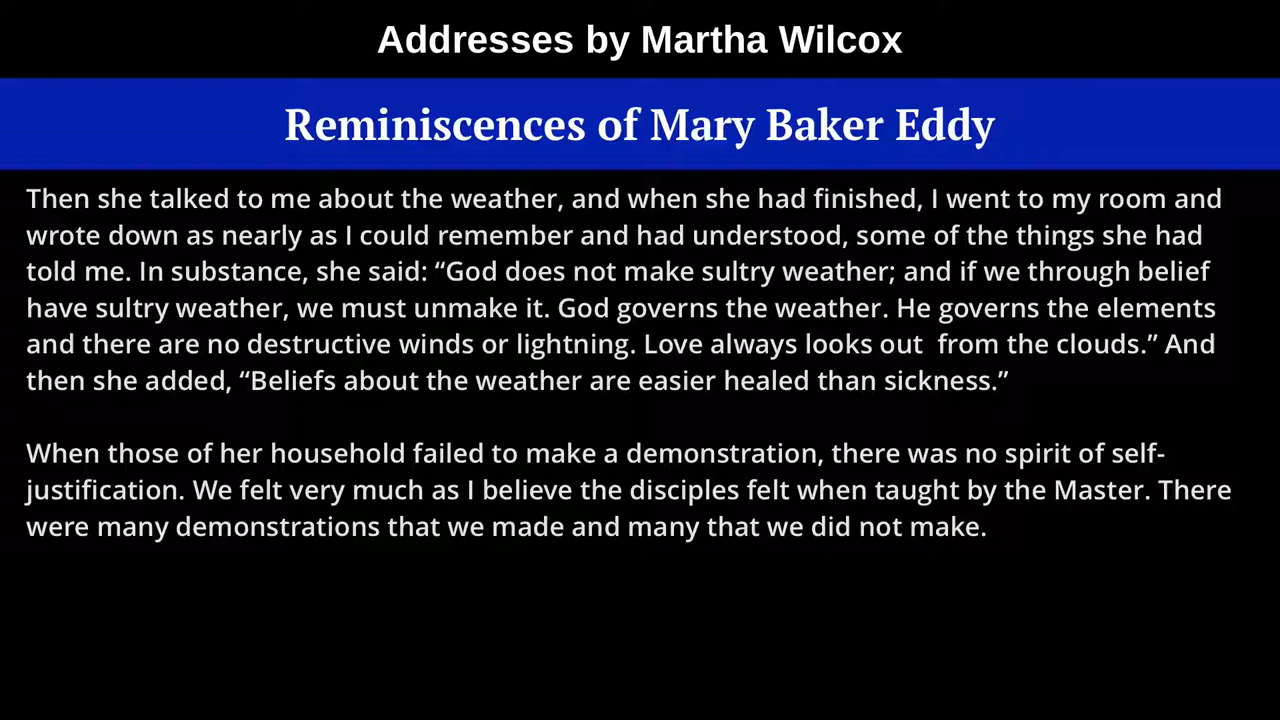 Addresses by Martha Wilcox
Reminiscences of Mary Baker Eddy
Then she talked to me about the weather, and when she had finished, I went to my room and
wrote down as nearly as I could remember and had understood, some of the things she had
told me. In substance, she said: “God does not make sultry weather; and if we through belief
have sultry weather, we must unmake it. God governs the weather. He governs the elements
and there are no destructive winds or lightning. Love always looks out  from the clouds.” And
then she added, “Beliefs about the weather are easier healed than sickness.”
When those of her household failed to make a demonstration, there was no spirit of self-
justification. We felt very much as I believe the disciples felt when taught by the Master. There
were many demonstrations that we made and many that we did not make.